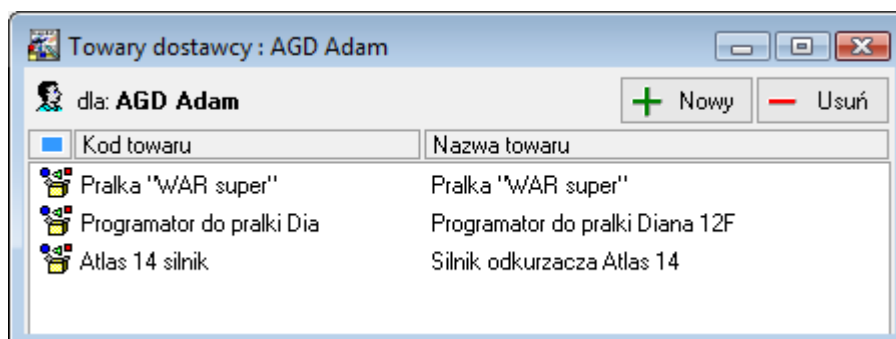 Towary dostawcy : AGD Adam
dla: AGD Adam Nowy Usuń
Kod towaru Nazwa towaru
Pralka "WAR super" Pralka "WAR super"
Programator do pralki Dia Programator do pralki Diana 12F
Atlas 14 silnik Silnik odkurzacza Atlas 14